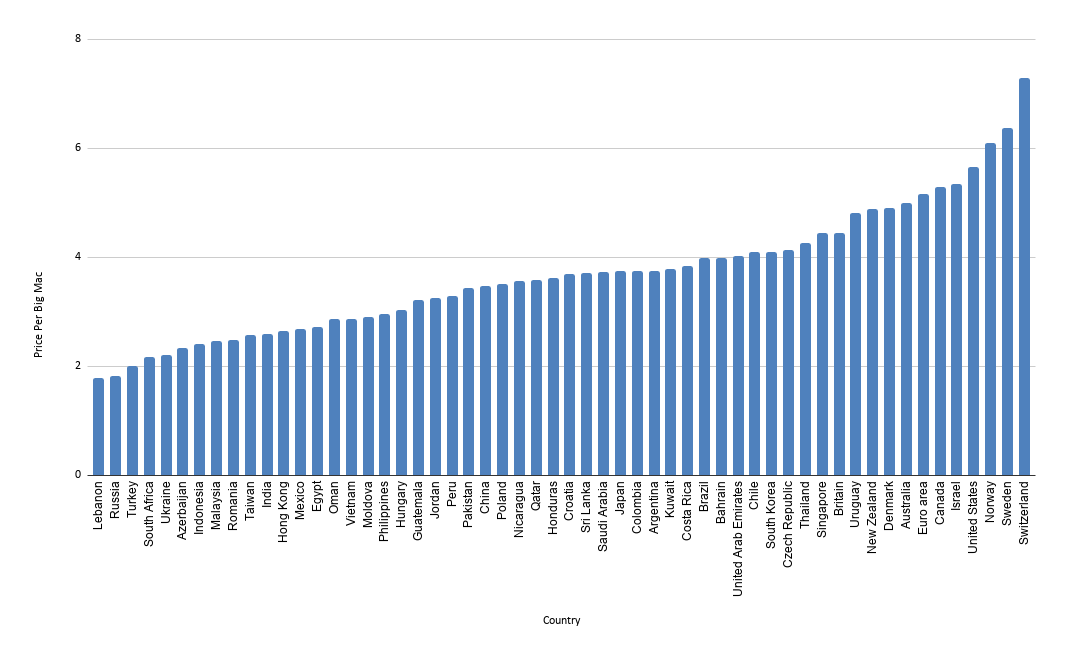 8
6
4
2
0
Price Per Big Mac
Lebanon
Russia
Turkey
South Africa
Ukraine
Azerbaijan
Indonesia
Malaysia
Romania
Taiwan
India
Hong Kong
Mexico
Egypt
Oman
Vietnam
Moldova
Philippines
Hungary
Guatemala
Jordan
Peru
Pakistan
China
Poland
Nicaragua
Qatar
Honduras
Croatia
Sri Lanka
Saudi Arabia
Japan
Colombia
Argentina
Kuwait
Costa Rica
Brazil
Bahrain
United Arab Emirates
Chile
South Korea
Czech Republic
Thailand
Singapore
Britain
Uruguay
New Zealand
Denmark
Australia
Euro area
Canada
Israel
United States
Norway
Sweden
Switzerland
Country